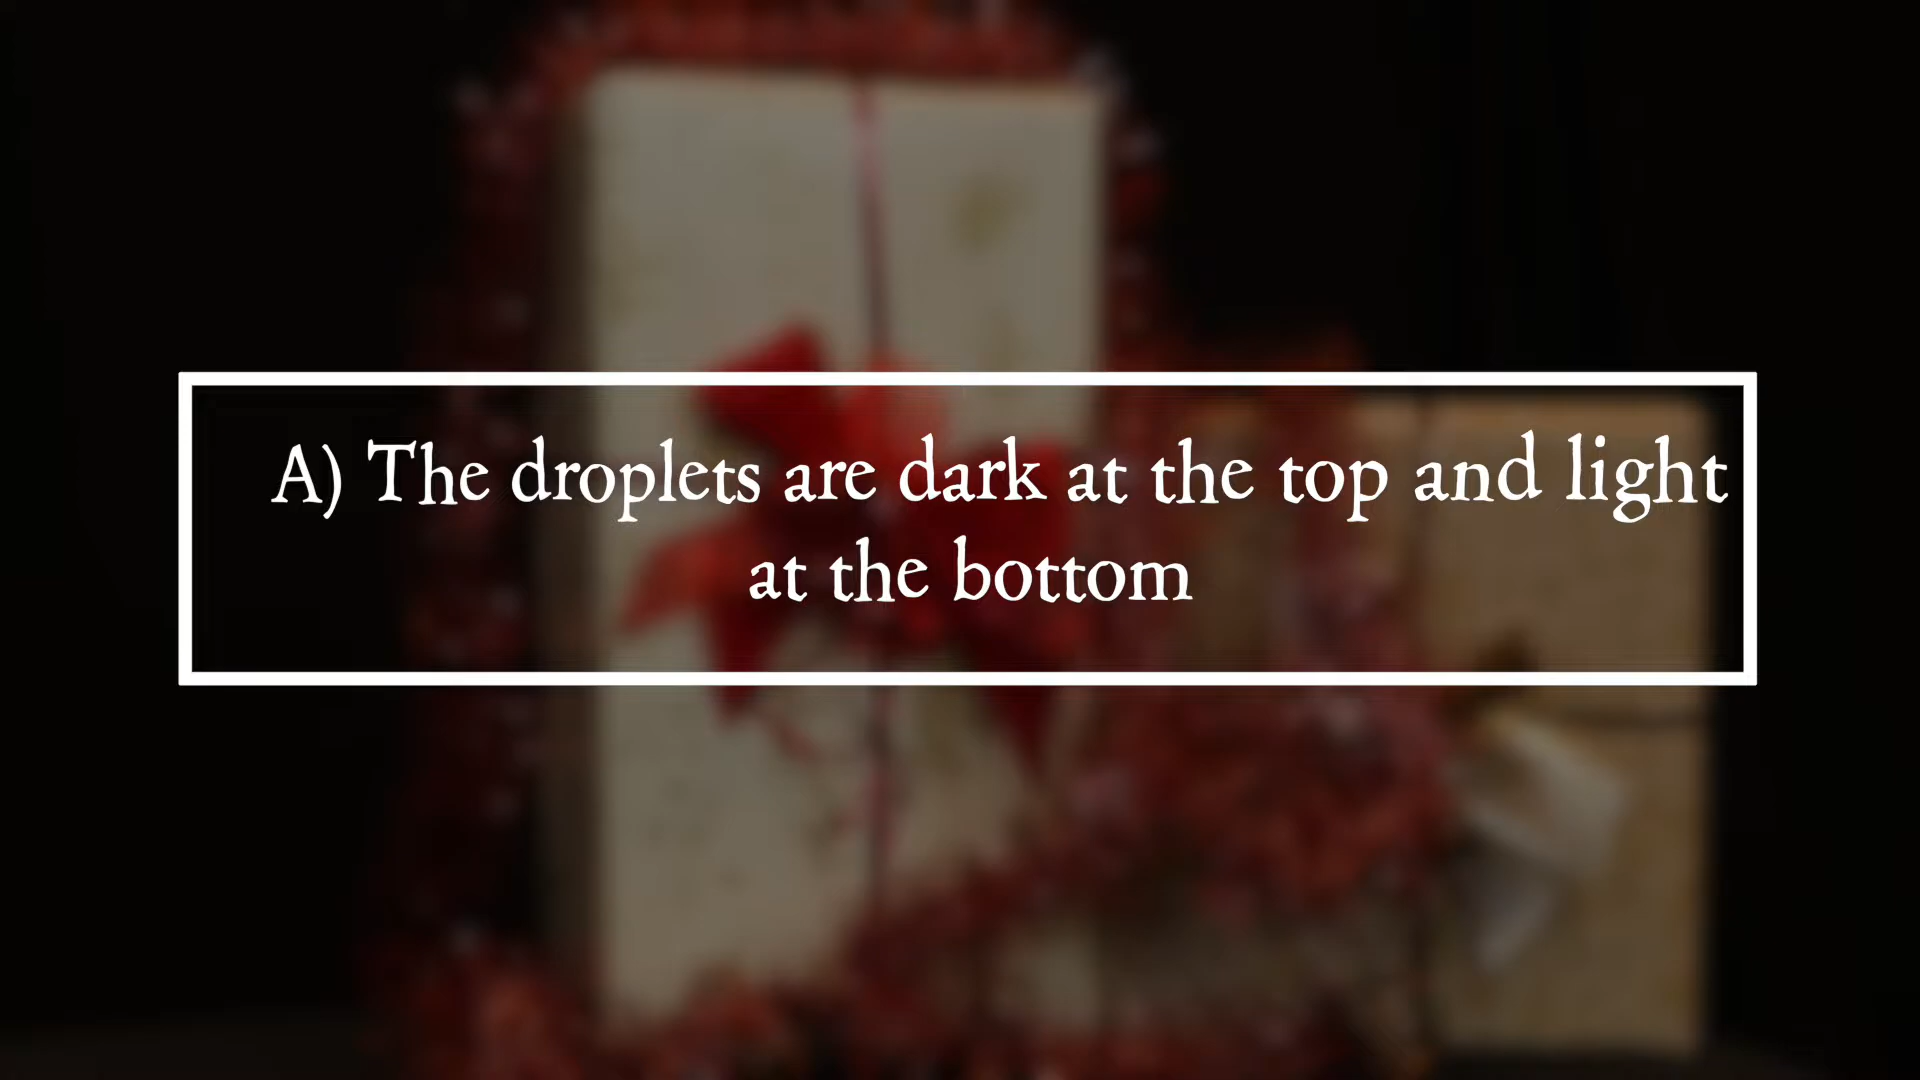 A) The droplets are dark at the top and light
at the bottom